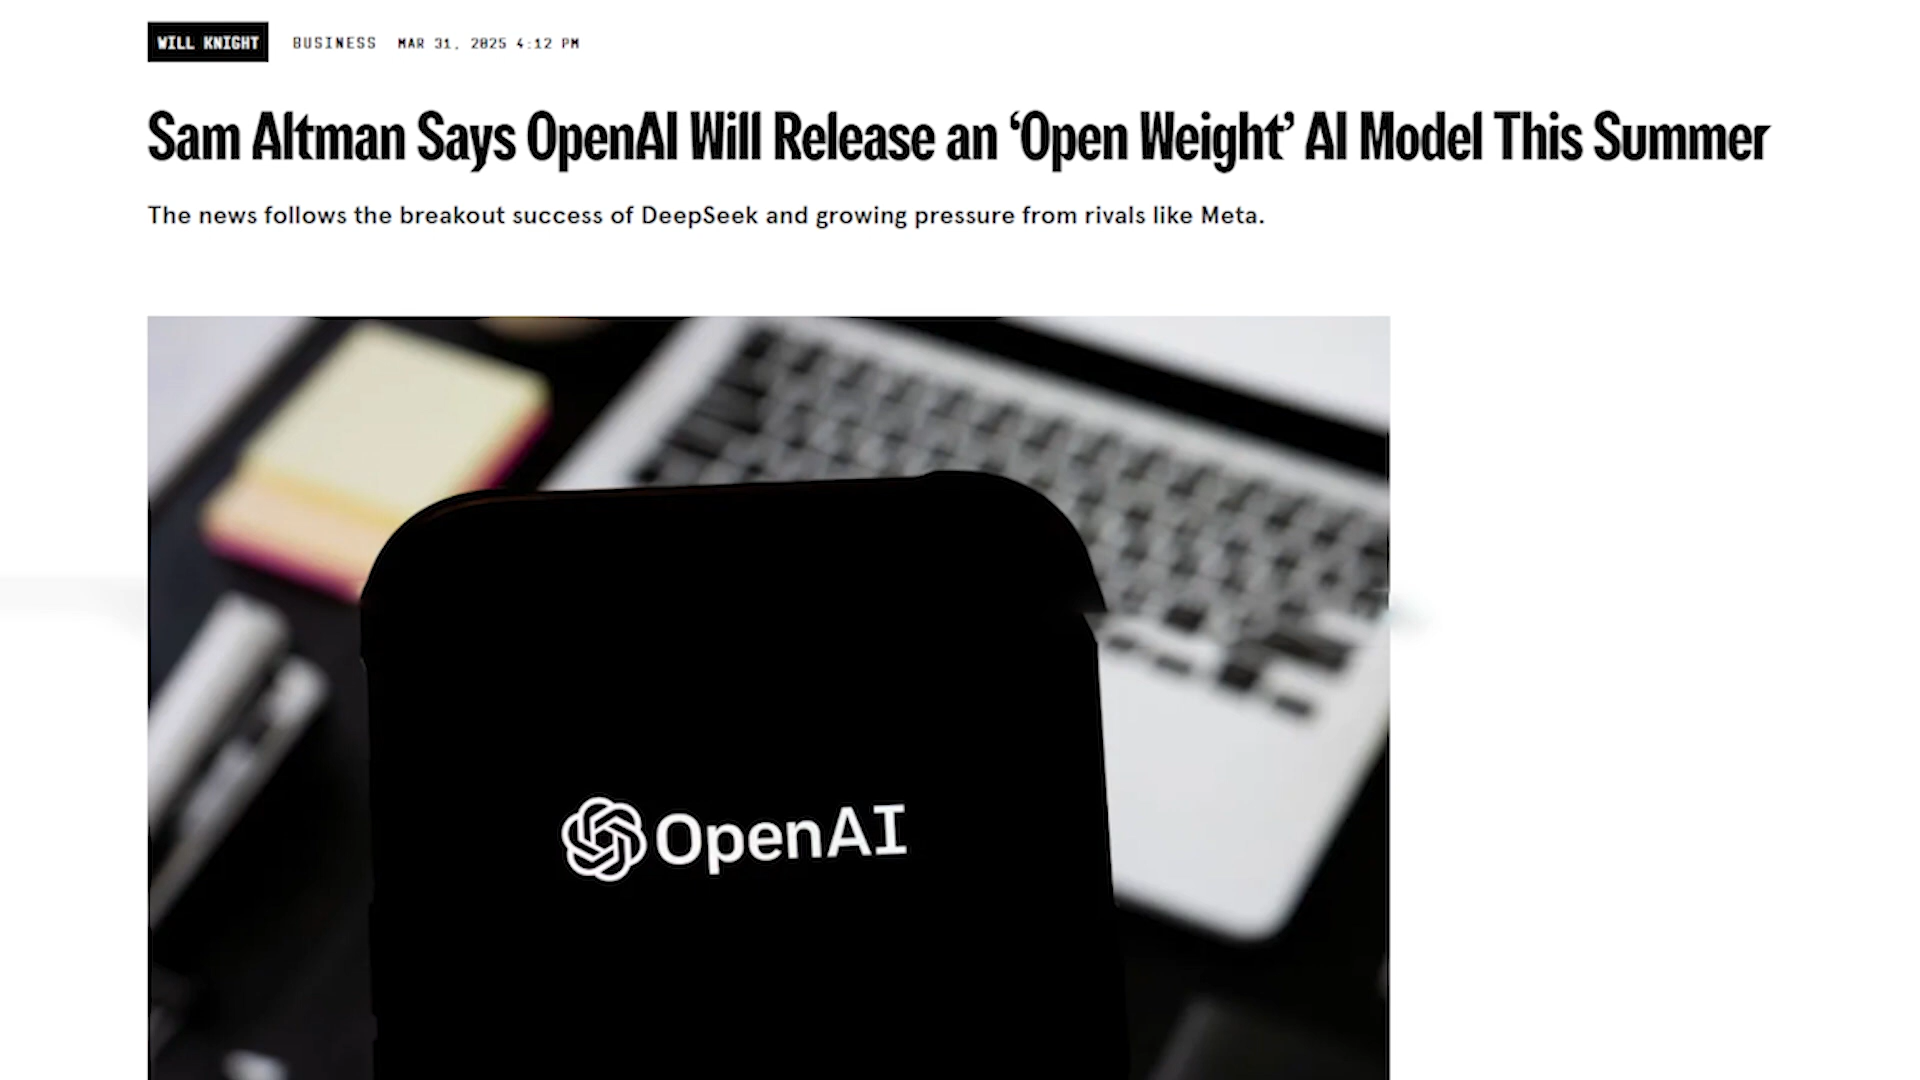 WILL KNIGHT BUSINESS MAR 31, 2025 4:12 PM
Sam Altman Says OpenAI Will Release an ‘Open Weight’ AI Model This Summer
The news follows the breakout success of DeepSeek and growing pressure from rivals like Meta.
OpenAI